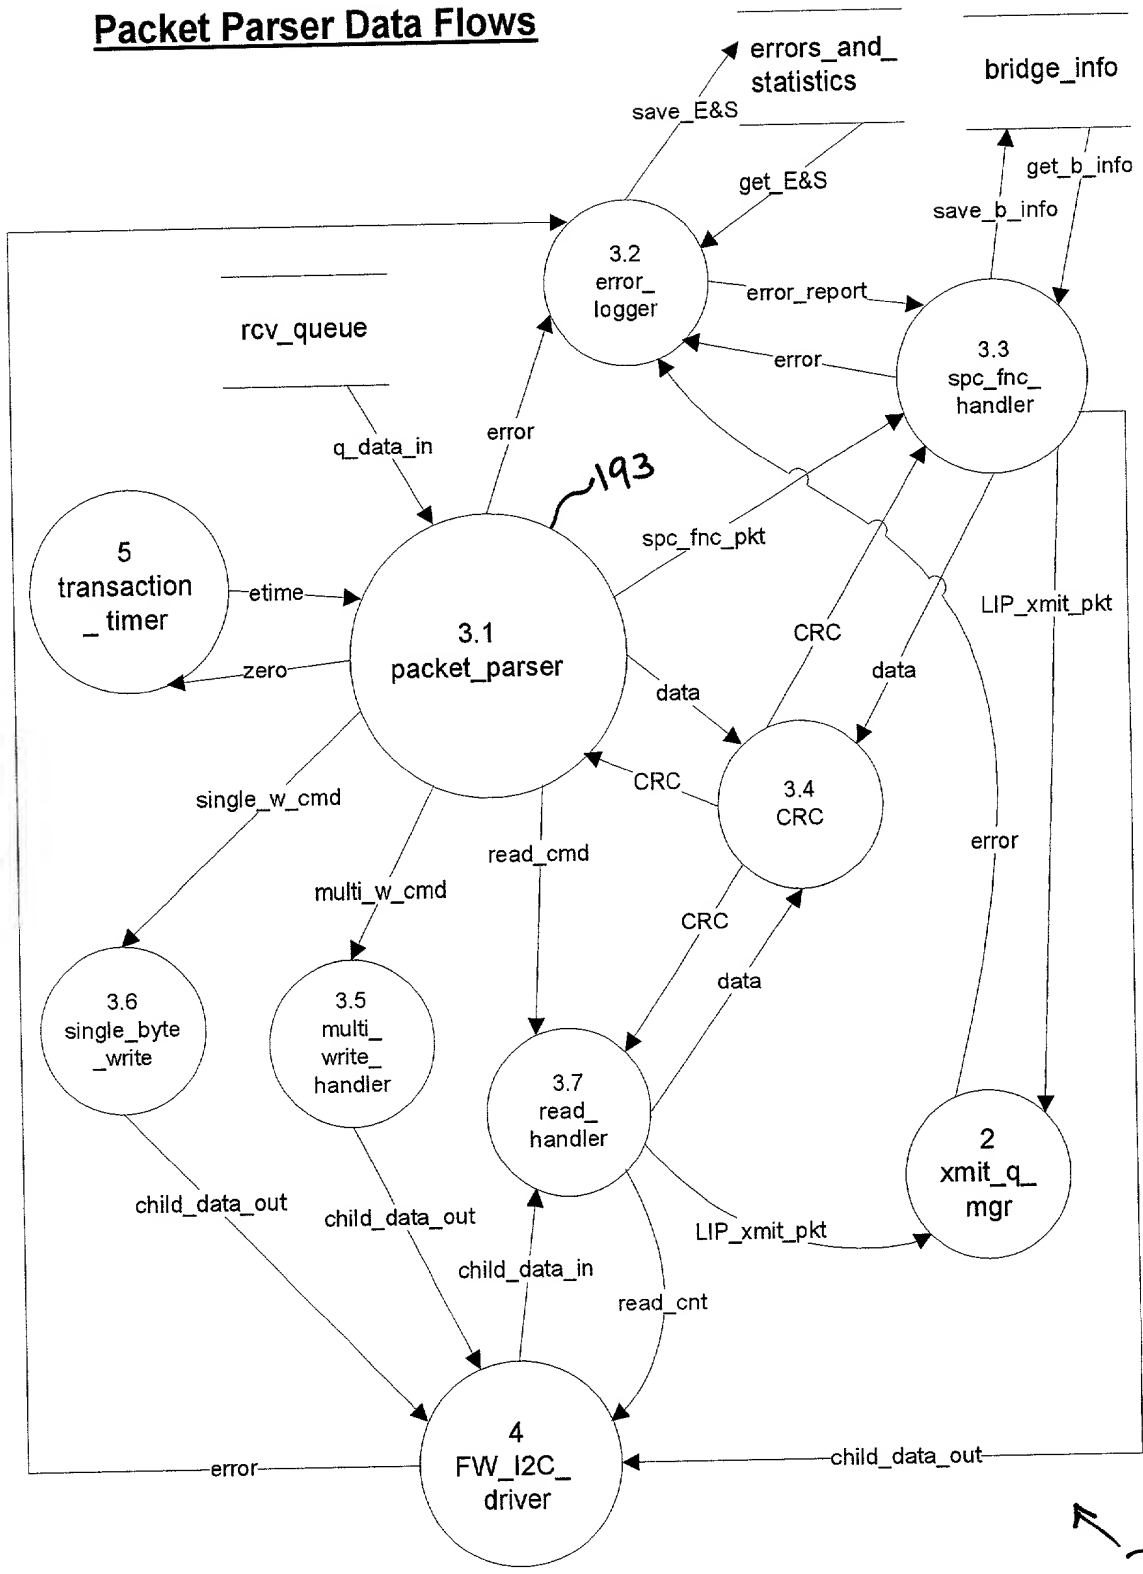 Packet Parser Data Flows
errors_and_
statistics
bridge_info
save_E&S
get_E&S
get_b_info
save_b_info
3.2
error_
logger
error_report
rcv_queue
3.3
spc_fnc_
handler
error
error
q_data_in
193
spc_fnc_pkt
5
transaction
_ timer
etime
LIP_xmit_pkt
CRC
3.1
packet_parser
zero
data
data
CRC
3.4
CRC
single_w_cmd
read_cmd
error
multi_w_cmd
CRC
data
3.6
single_byte
_write
3.5
multi_
write_
handler
3.7
read_
handler
2
xmit_q_
mgr
child_data_out
child_data_out
LIP_xmit_pkt
child_data_in
read_cnt
4
FW_I2C_
driver
error
child_data_out